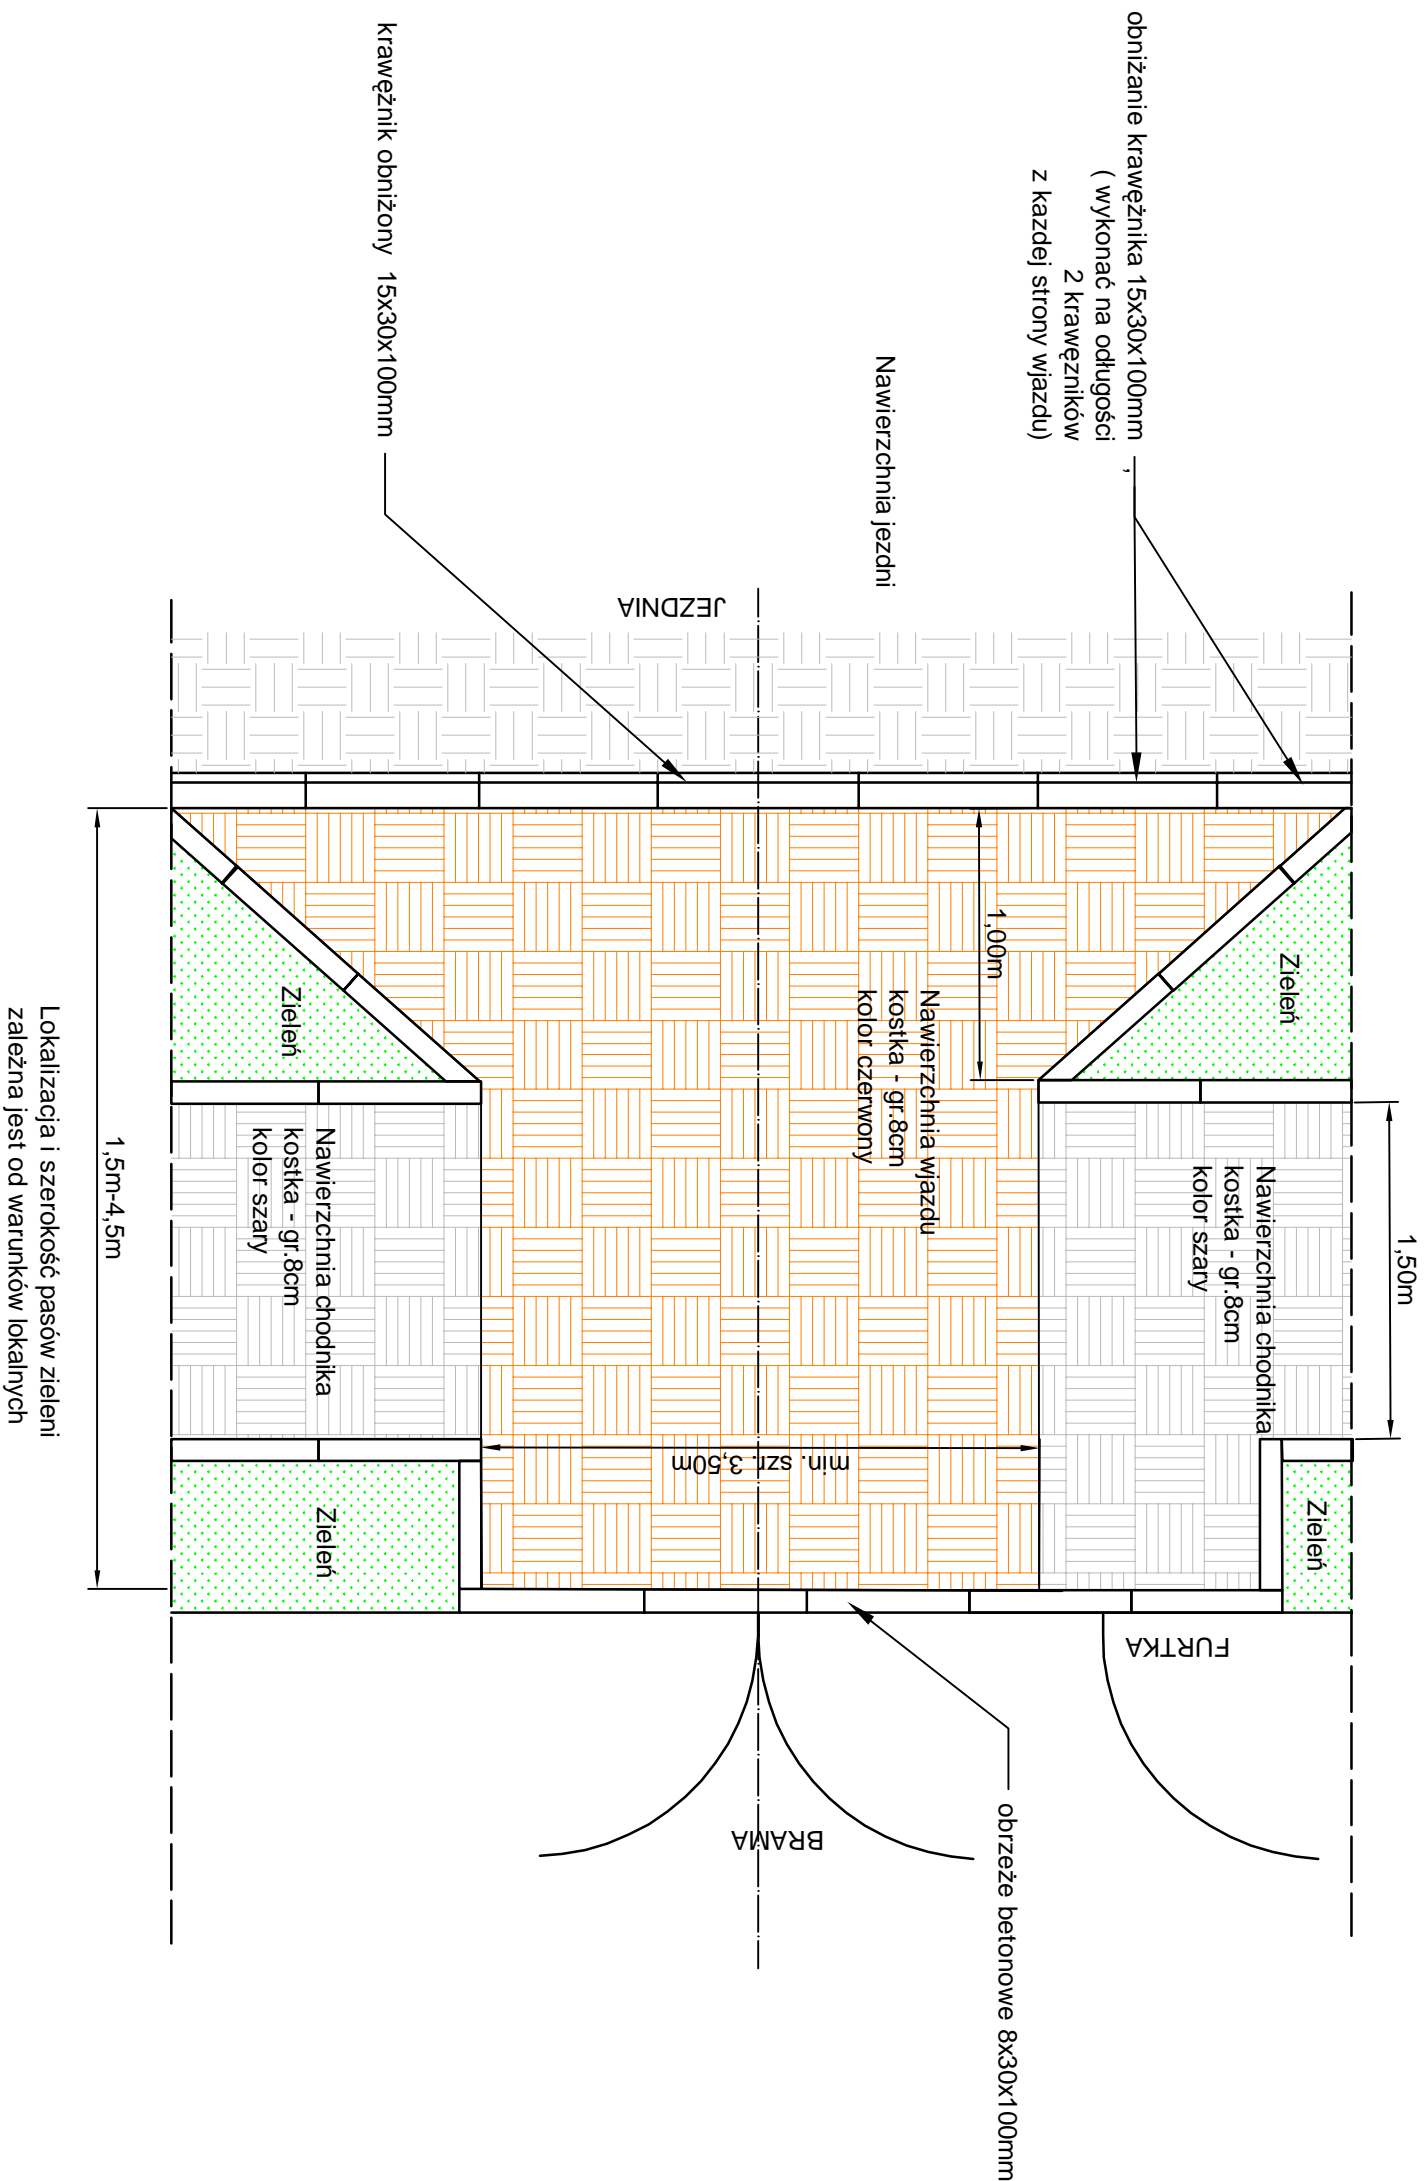 obniżanie krawężnika 15x30x100mm ,
( wykonać na odługości
2 krawęzników
z kazdej strony wjazdu)
krawężnik obniżony 15x30x100mm
Nawierzchnia jezdni
JEZDNIA
1,00m
Nawierzchnia wjazdu
kostka - gr.8cm
kolor czerwony
Zieleń
Zieleń
1,50m
Nawierzchnia chodnika
kostka - gr.8cm
kolor szary
Nawierzchnia chodnika
kostka - gr.8cm
kolor szary
min. szr. 3,50m
Zieleń
Zieleń
FURTKA
BRAMA
obrzeże betonowe 8x30x100mm
1,5m-4,5m
Lokalizacja i szerokość pasów zieleni
zależna jest od warunków lokalnych